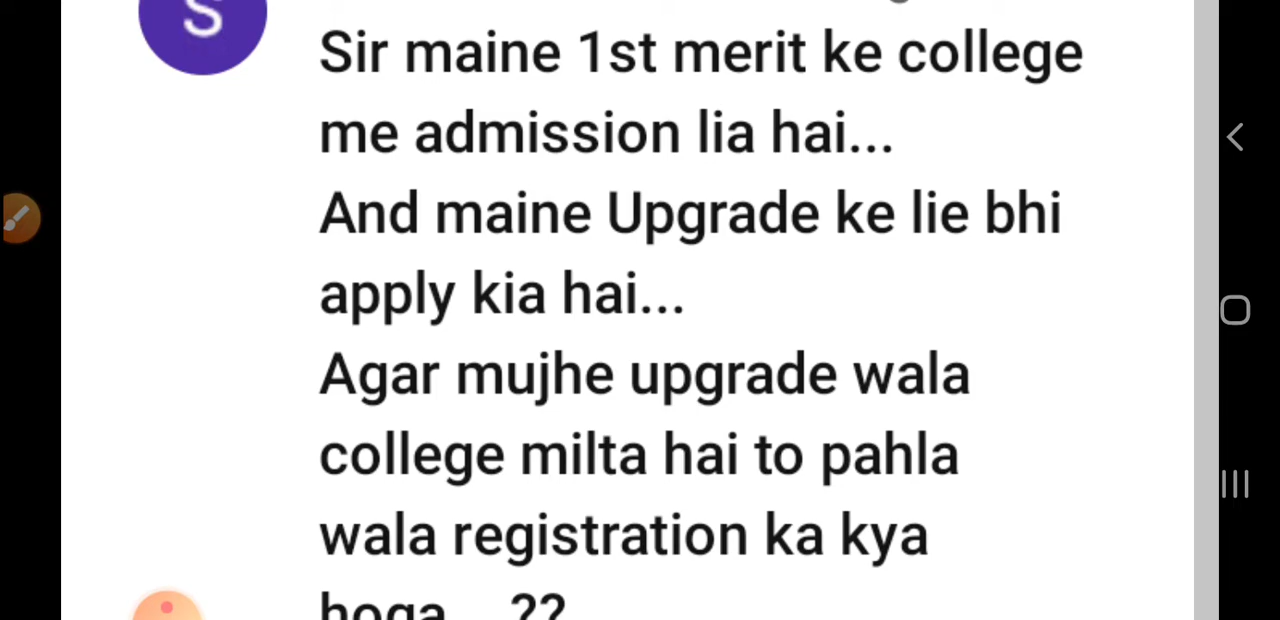 S
Sir maine 1st merit ke college
me admission lia hai...
And maine Upgrade ke lie bhi
apply kia hai...
Agar mujhe upgrade wala
college milta hai to pahla
wala registration ka kya
hoga....??